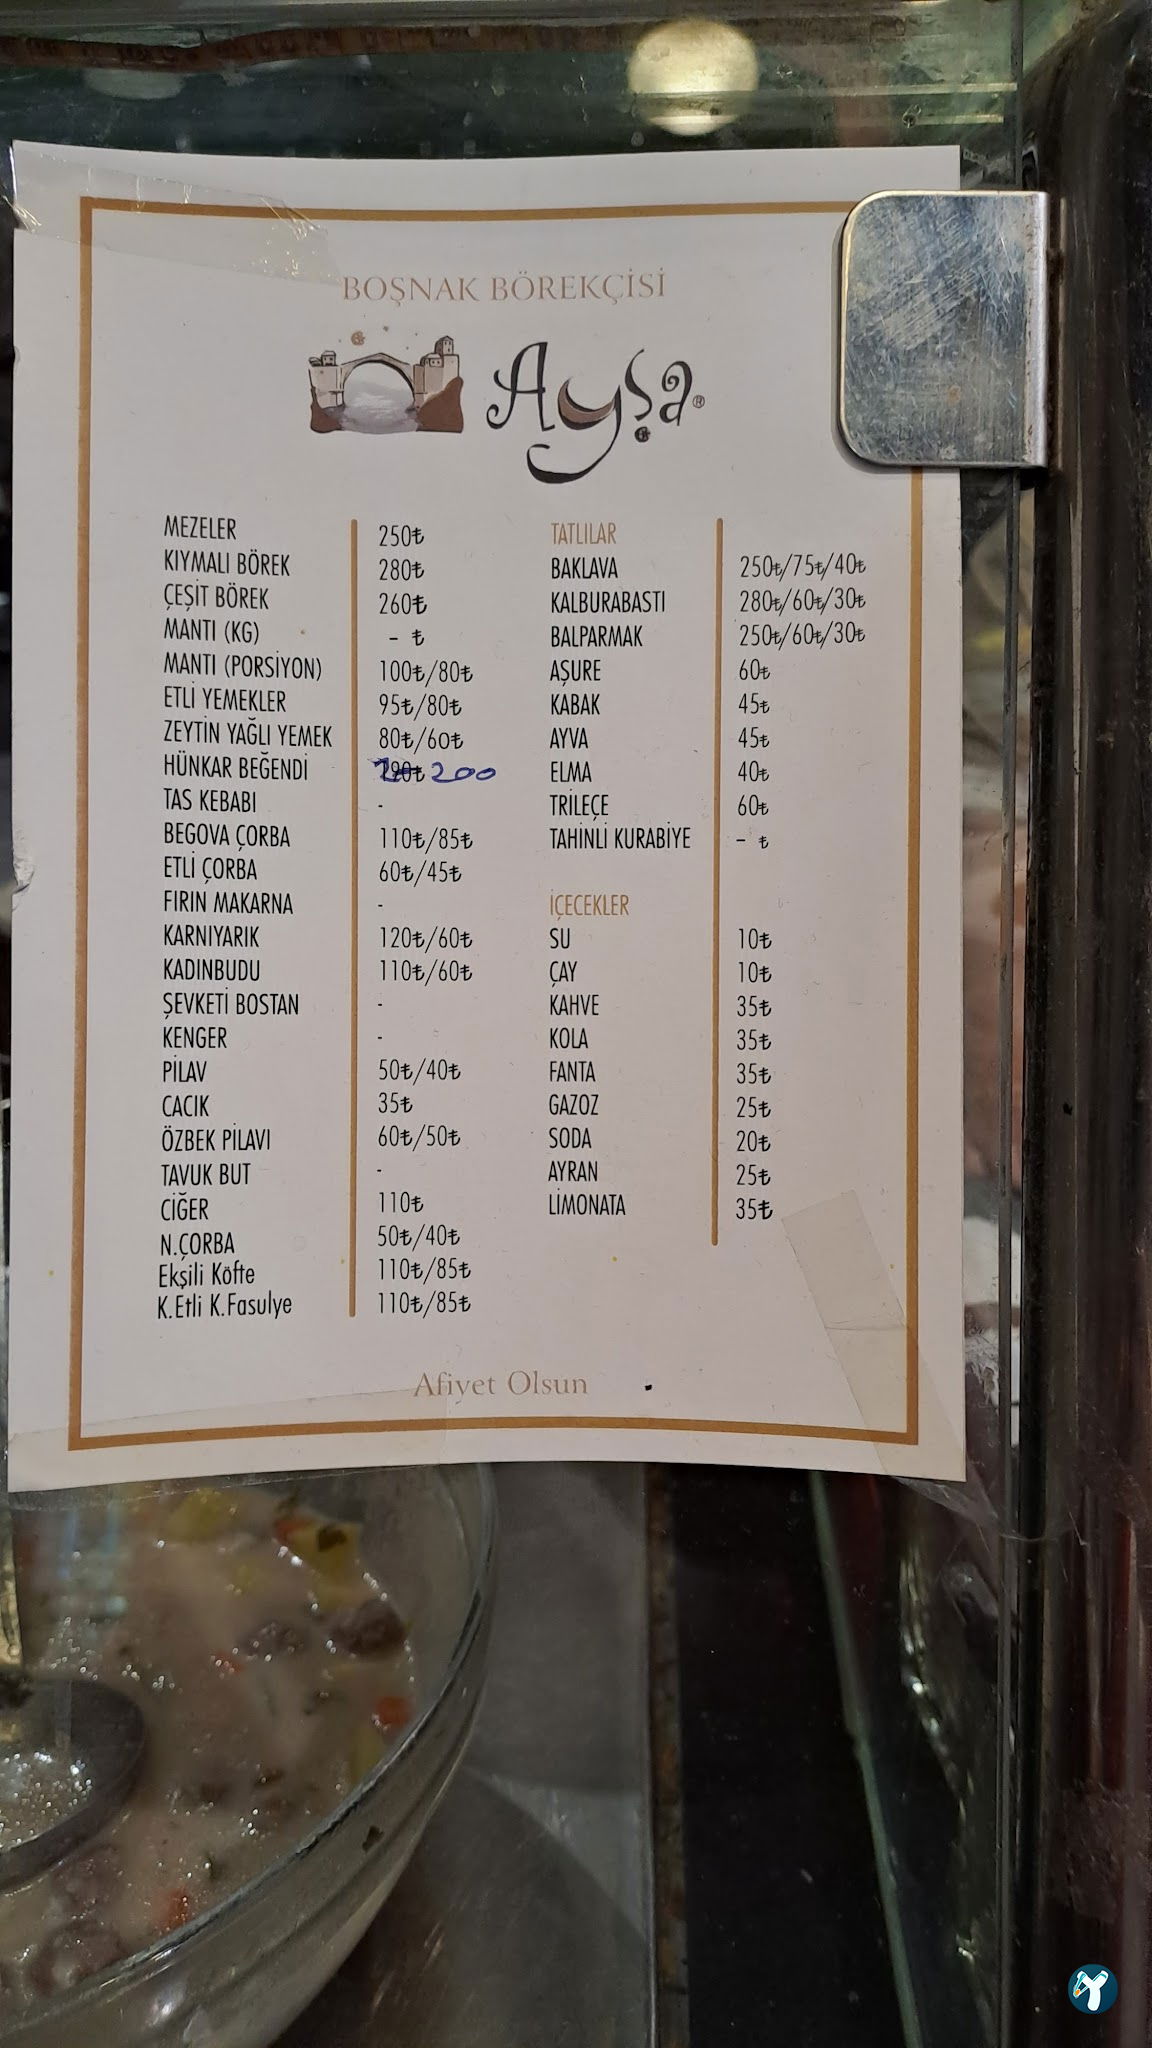 BOŞNAK BÖREKÇİSİ
Ayşa ®
MEZELER 250₺
KIYMALI BÖREK 280₺
ÇEŞİT BÖREK 260₺
MANTI (KG) - ₺
MANTI (PORSİYON) 100₺/80₺
ETLİ YEMEKLER 95₺/80₺
ZEYTİN YAĞLI YEMEK 80₺/60₺
HÜNKAR BEĞENDİ 200
TAS KEBABI -
BEGOVA ÇORBA 110₺/85₺
ETLİ ÇORBA 60₺/45₺
FIRIN MAKARNA -
KARNIYARIK 120₺/60₺
KADINBUDU 110₺/60₺
ŞEVKETİ BOSTAN -
KENGER -
PİLAV 50₺/40₺
CACIK 35₺
ÖZBEK PİLAVI 60₺/50₺
TAVUK BUT -
CİĞER 110₺
N.ÇORBA 50₺/40₺
Ekşili Köfte 110₺/85₺
K.Etli K.Fasulye 110₺/85₺
TATLILAR
BAKLAVA 250₺/75₺/40₺
KALBURABASTI 280₺/60₺/30₺
BALPARMAK 250₺/60₺/30₺
AŞURE 60₺
KABAK 45₺
AYVA 45₺
ELMA 40₺
TRİLEÇE 60₺
TAHİNLİ KURABİYE - ₺
İÇECEKLER
SU 10₺
ÇAY 10₺
KAHVE 35₺
KOLA 35₺
FANTA 35₺
GAZOZ 25₺
SODA 20₺
AYRAN 25₺
LİMONATA 35₺
Afiyet Olsun